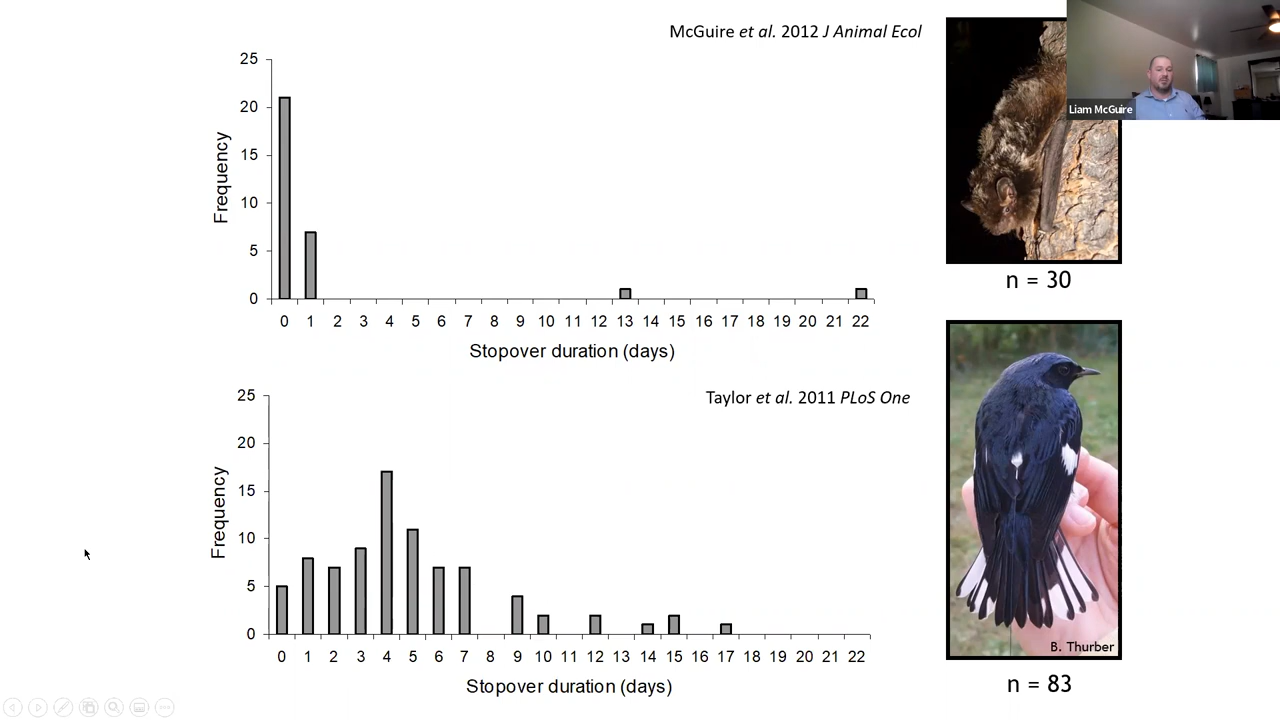 McGuire et al. 2012 J Animal Ecol
Liam McGuire
25
20
15
10
5
0
Frequency
0 1 2 3 4 5 6 7 8 9 10 11 12 13 14 15 16 17 18 19 20 21 22
Stopover duration (days)
n = 30
Taylor et al. 2011 PLoS One
25
20
15
10
5
0
Frequency
0 1 2 3 4 5 6 7 8 9 10 11 12 13 14 15 16 17 18 19 20 21 22
Stopover duration (days)
B. Thurber
n = 83